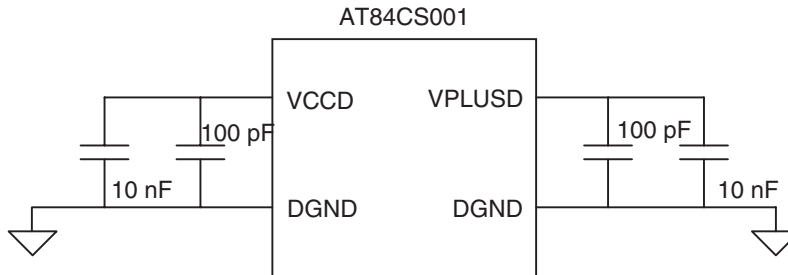 AT84CS001
VCCD VPLUSD
100 pF 100 pF
10 nF DGND DGND 10 nF